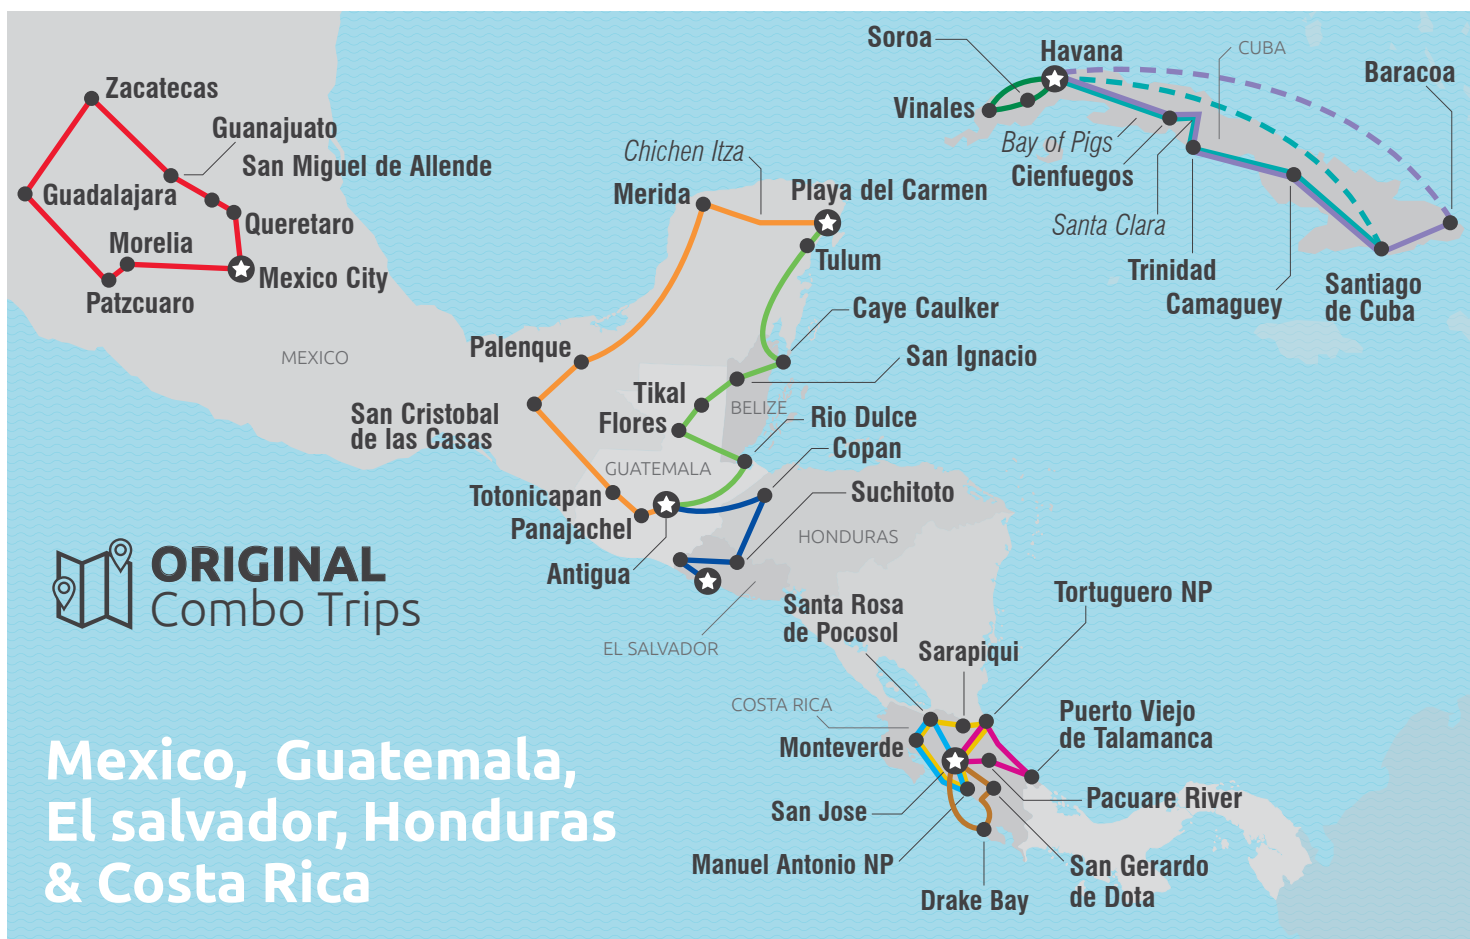 Soroa
Havana
CUBA
Baracoa
Zacatecas
Vinales
Guanajuato
Bay of Pigs
Chichen Itza
San Miguel de Allende
Cienfuegos
Guadalajara
Merida
Playa del Carmen
Queretaro
Santa Clara
Morelia
Tulum
Trinidad
Mexico City
Santiago
de Cuba
Patzcuaro
Camaguey
Caye Caulker
Palenque
MEXICO
San Ignacio
Tikal
BELIZE
San Cristobal
de las Casas
Flores
Rio Dulce
Copan
GUATEMALA
Totonicapan
Suchitoto
Panajachel
HONDURAS
ORIGINAL
Combo Trips
Antigua
Santa Rosa
de Pocosol
Tortuguero NP
EL SALVADOR
Sarapiqui
COSTA RICA
Puerto Viejo
de Talamanca
Monteverde
Mexico, Guatemala,
El salvador, Honduras
& Costa Rica
San Jose
Pacuare River
Manuel Antonio NP
San Gerardo
de Dota
Drake Bay